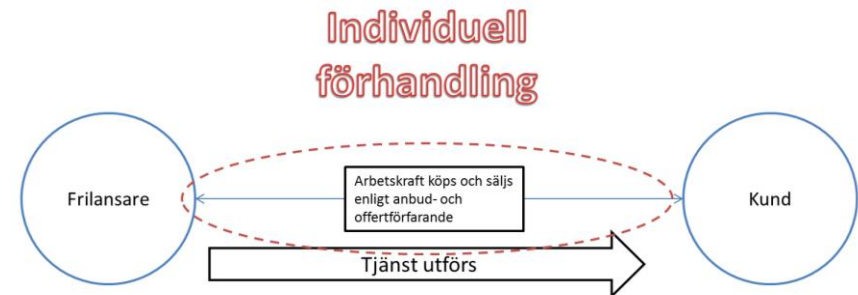 Individuell
förhandling
Frilansare
Arbetskraft köps och säljs
enligt anbud- och
offertförfarande
Kund
Tjänst utförs